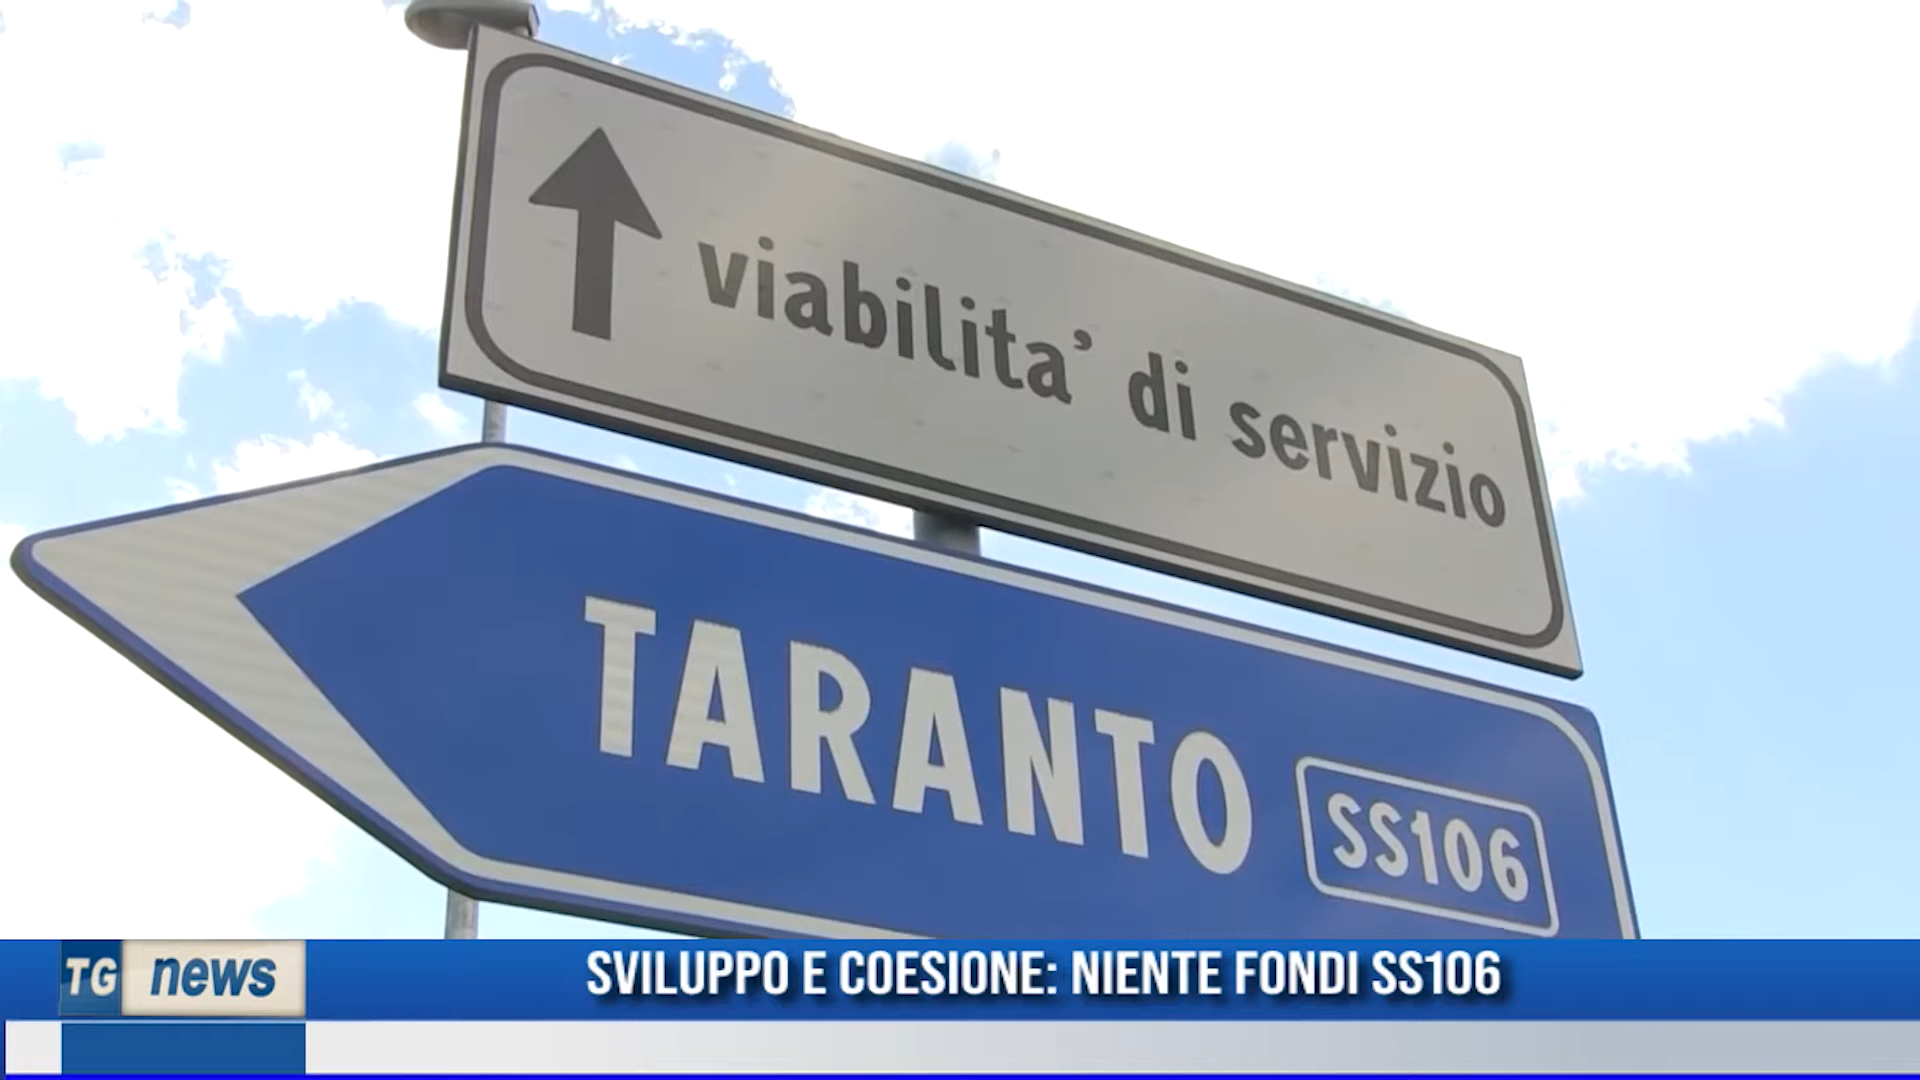 viabilita' di servizio
TARANTO SS106
TG news
SVILUPPO E COESIONE: NIENTE FONDI SS106